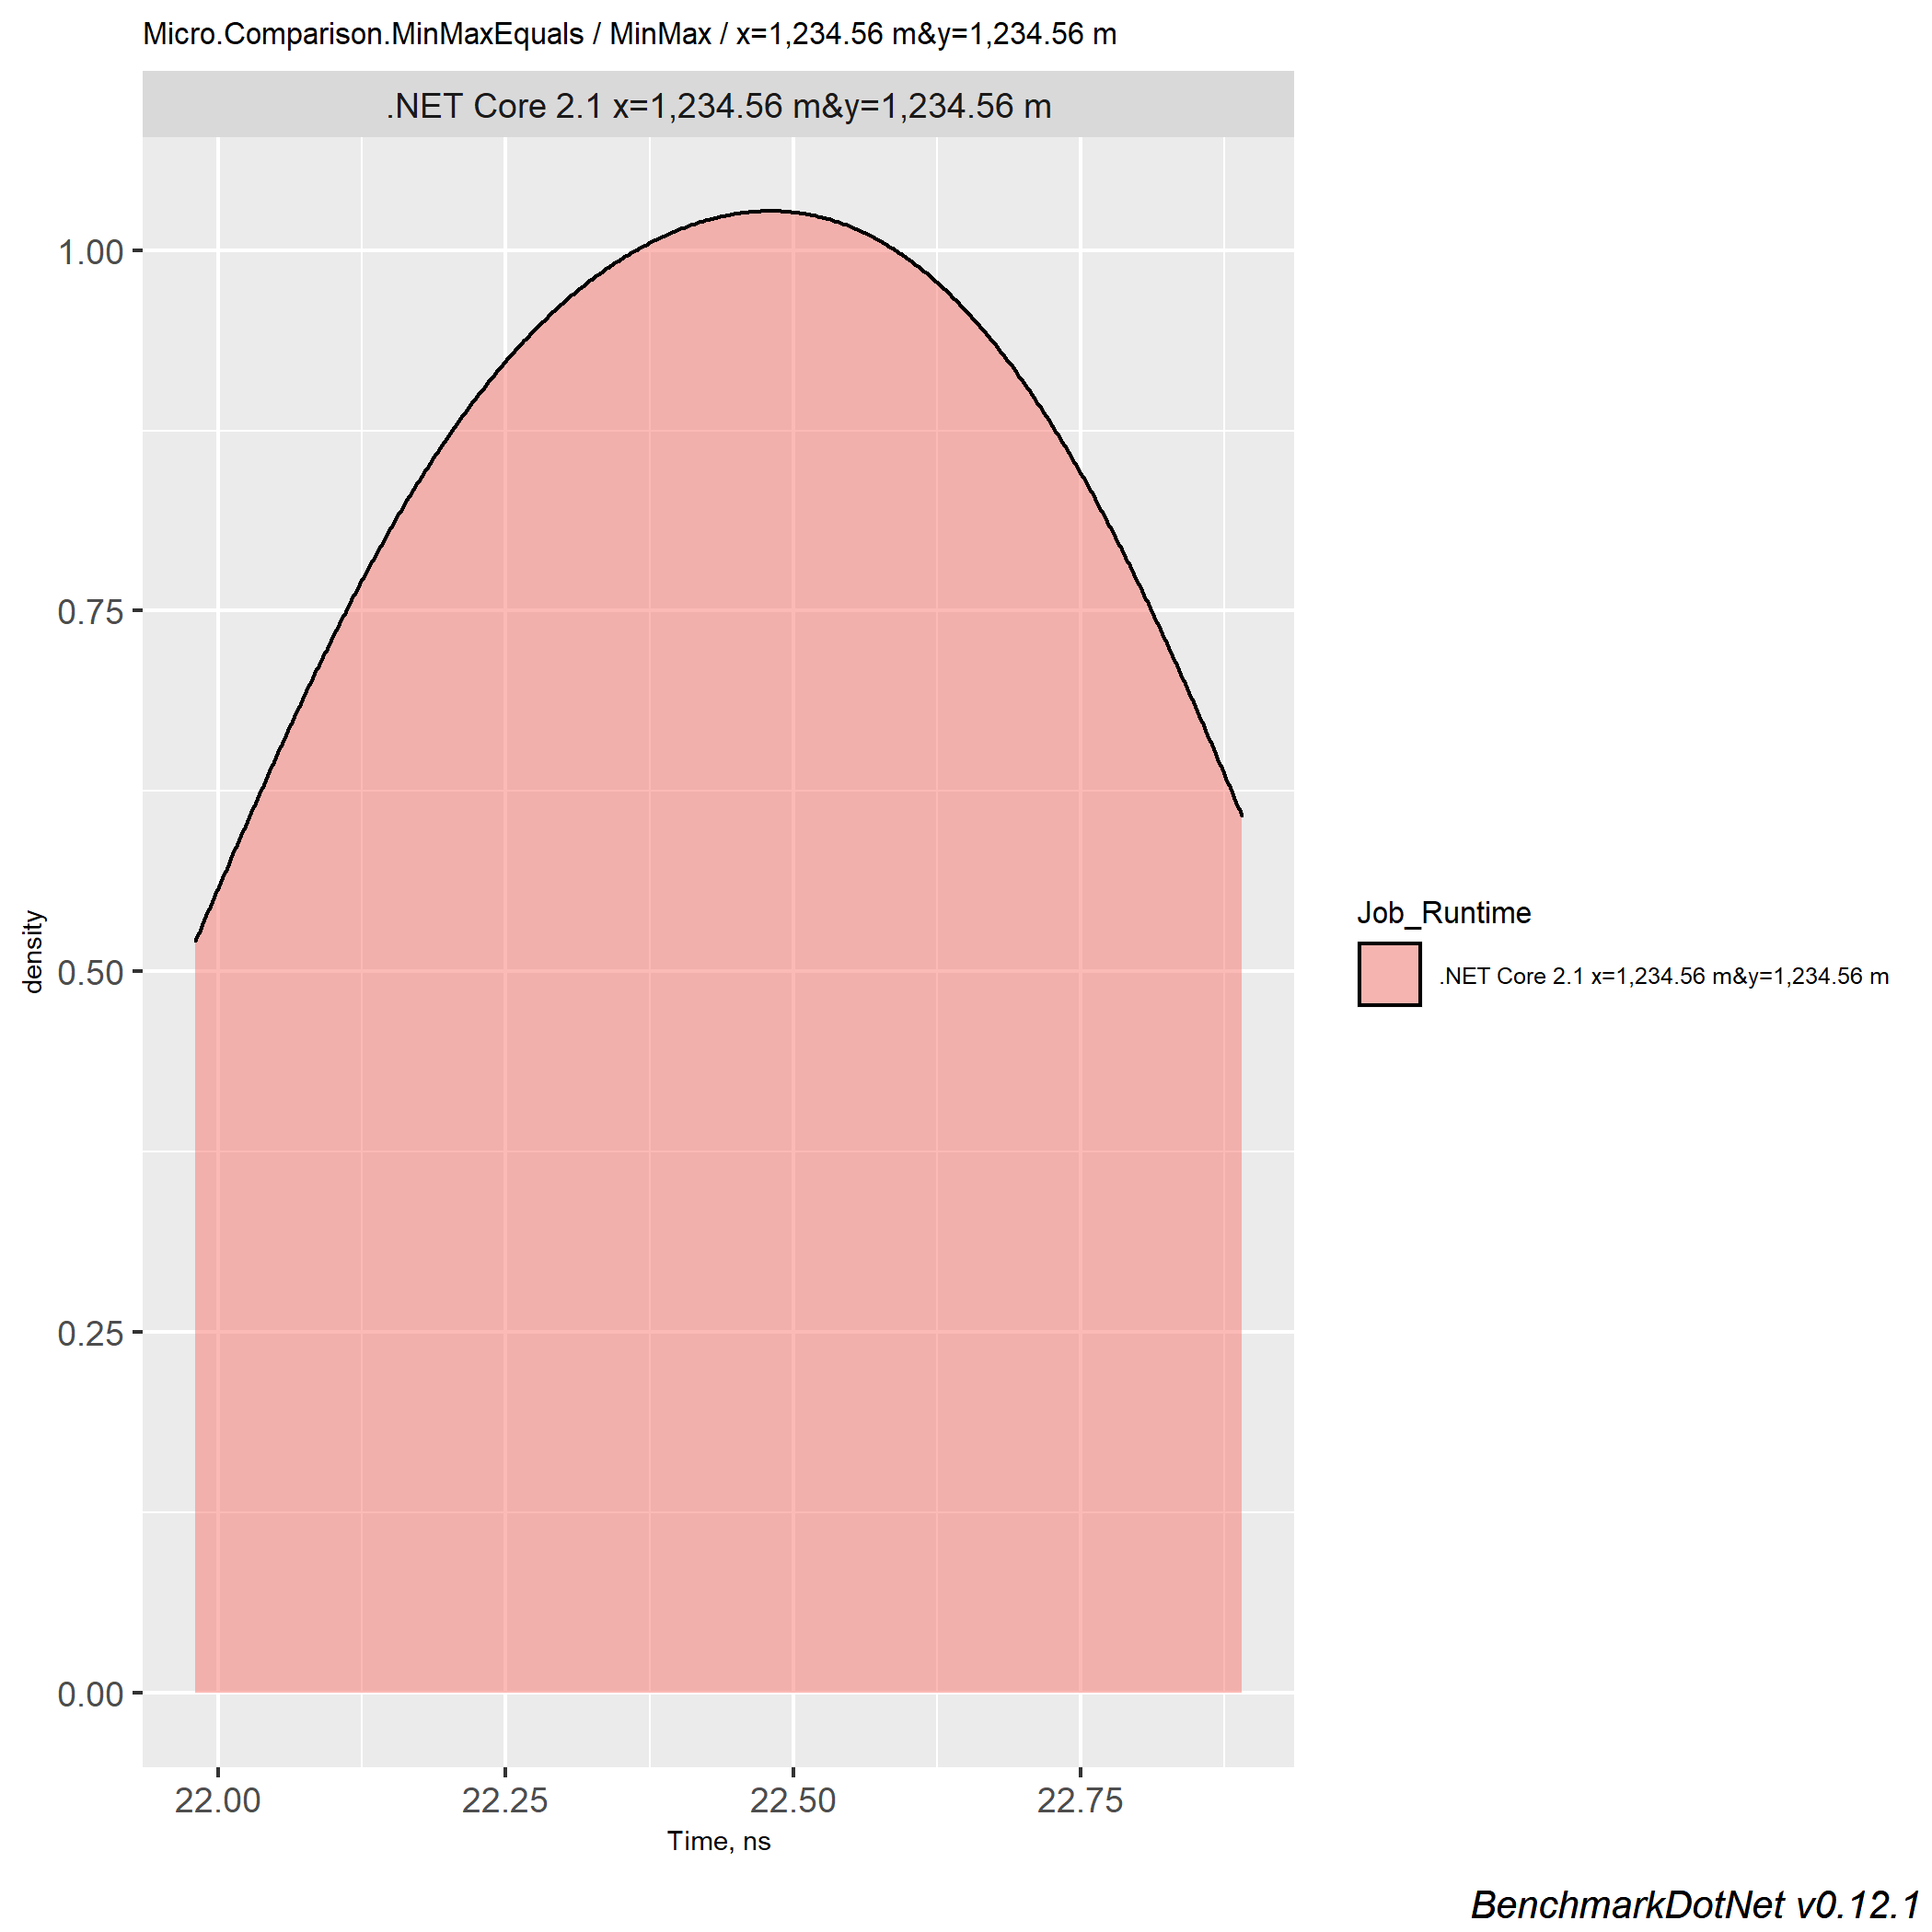 Micro.Comparison.MinMaxEquals / MinMax / x=1,234.56 m&y=1,234.56 m
.NET Core 2.1 x=1,234.56 m&y=1,234.56 m
1.00
0.75
0.50
0.25
0.00
density
22.00 22.25 22.50 22.75
Time, ns
Job_Runtime
.NET Core 2.1 x=1,234.56 m&y=1,234.56 m
BenchmarkDotNet v0.12.1